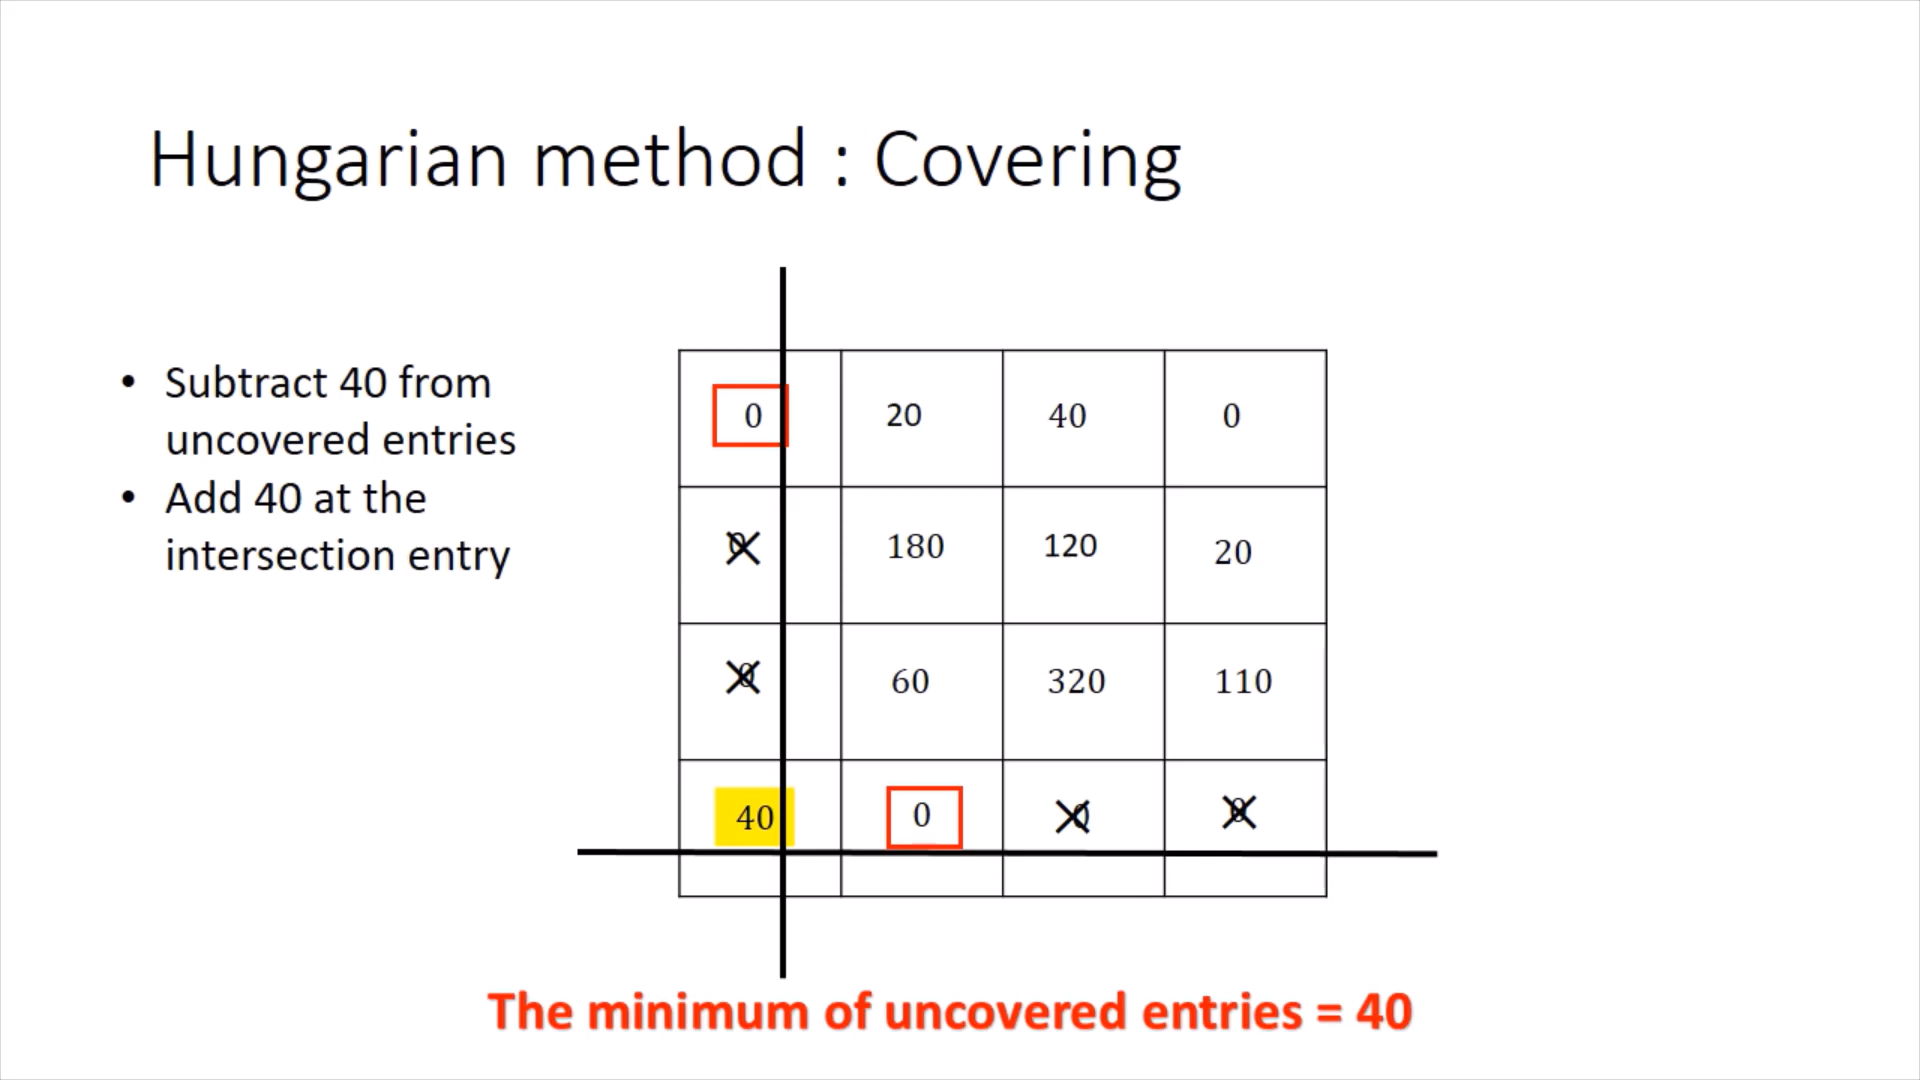 Hungarian method : Covering
• Subtract 40 from
uncovered entries
• Add 40 at the
intersection entry
0 20 40 0
0 180 120 20
0 60 320 110
40 0 0 0
The minimum of uncovered entries = 40